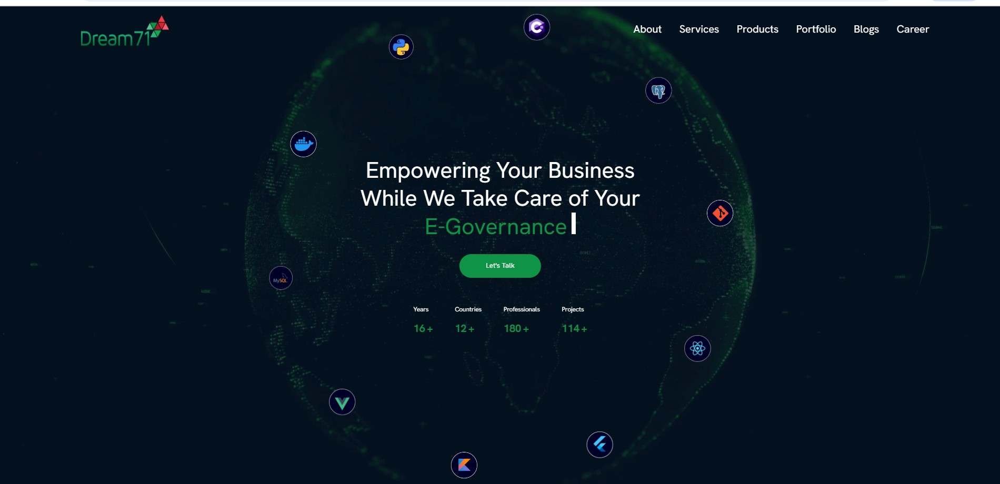 Dream71
About Services Products Portfolio Blogs Career
Empowering Your Business
While We Take Care of Your
E-Governance
Let's Talk
Years Countries Professionals Projects
16 + 12 + 180 + 114 +
MySQL